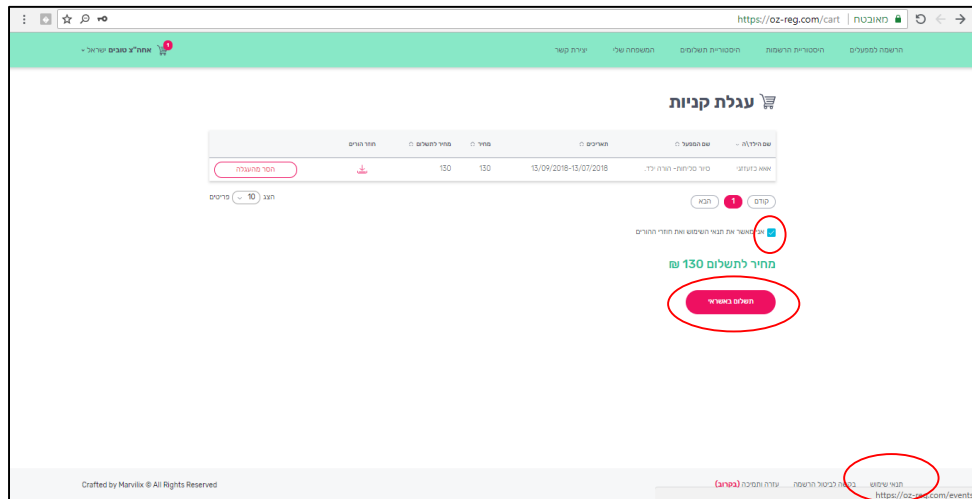 https://oz-reg.com/cart מאובטח
הרשמה למפעלים היסטוריית הרשמות היסטוריית תשלומים המשפחה שלי יצירת קשר
אחה"צ טובים ישראל 1
עגלת קניות
שם הילד\ה שם המפעל תאריכים מחיר מחיר לתשלום חוזר הורים
סיור סליחות- הורה ילד. 13/09/2018-13/07/2018 130 130 הסר מהעגלה
קודם 1 הבא הצג 10 פריטים
אני מאשר את תנאי השימוש ואת חוזרי ההורים
מחיר לתשלום 130 ₪
תשלום באשראי
תנאי שימוש בקשה לביטול הרשמה עזרה ותמיכה (בקרוב)
Crafted by Marvilix © All Rights Reserved
https://oz-reg.com/events